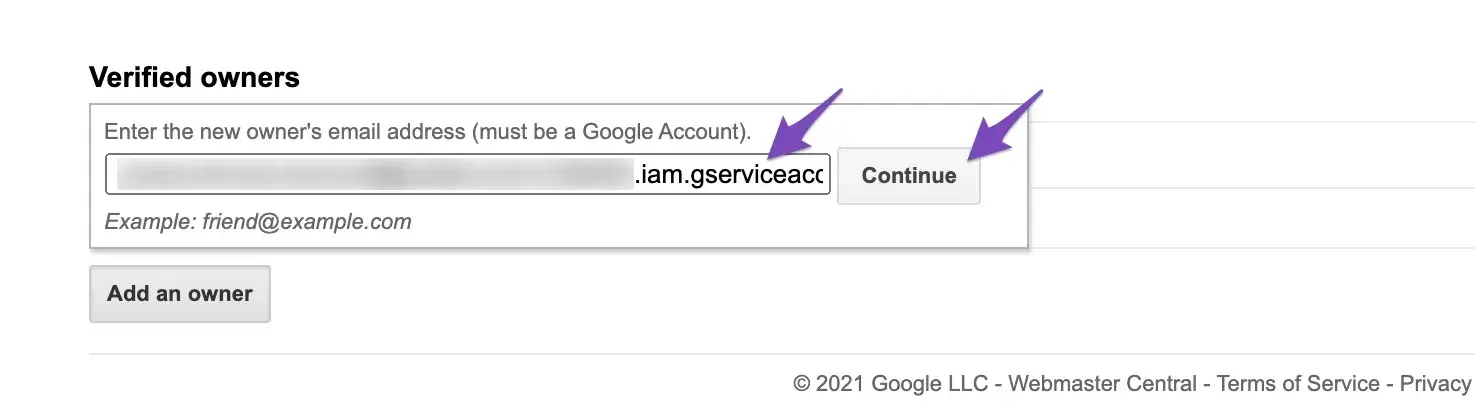 Verified owners
Enter the new owner's email address (must be a Google Account).
.iam.gserviceacc
Continue
Example: friend@example.com
Add an owner
© 2021 Google LLC - Webmaster Central - Terms of Service - Privacy